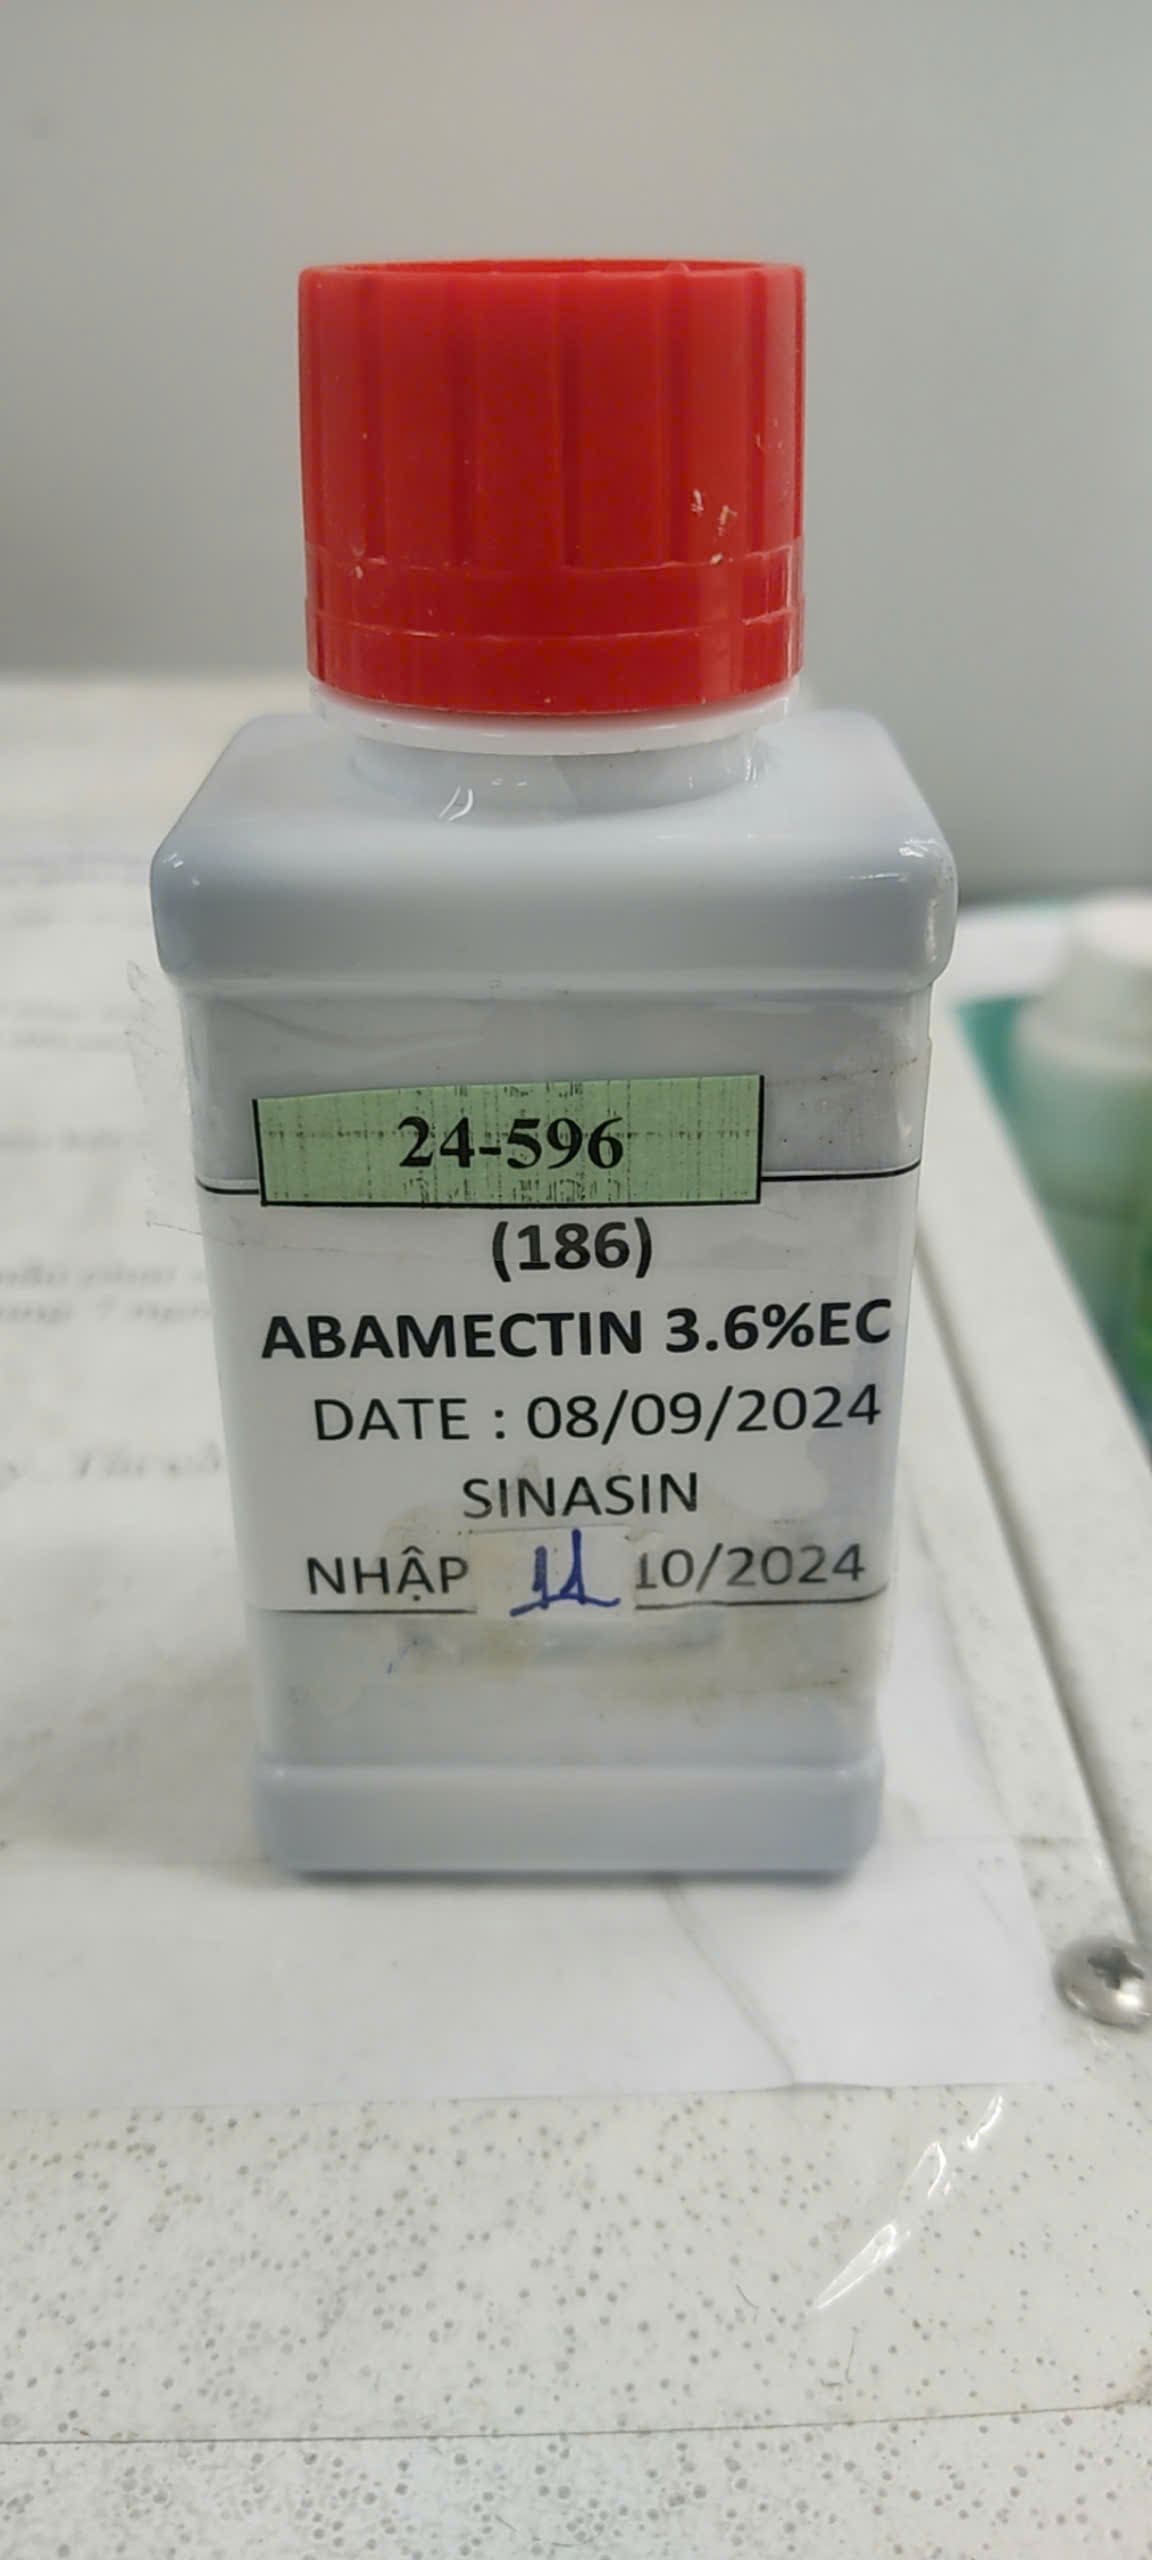 24-596
(186)
ABAMECTIN 3.6%EC
DATE : 08/09/2024
SINASIN
NHẬP 11 10/2024